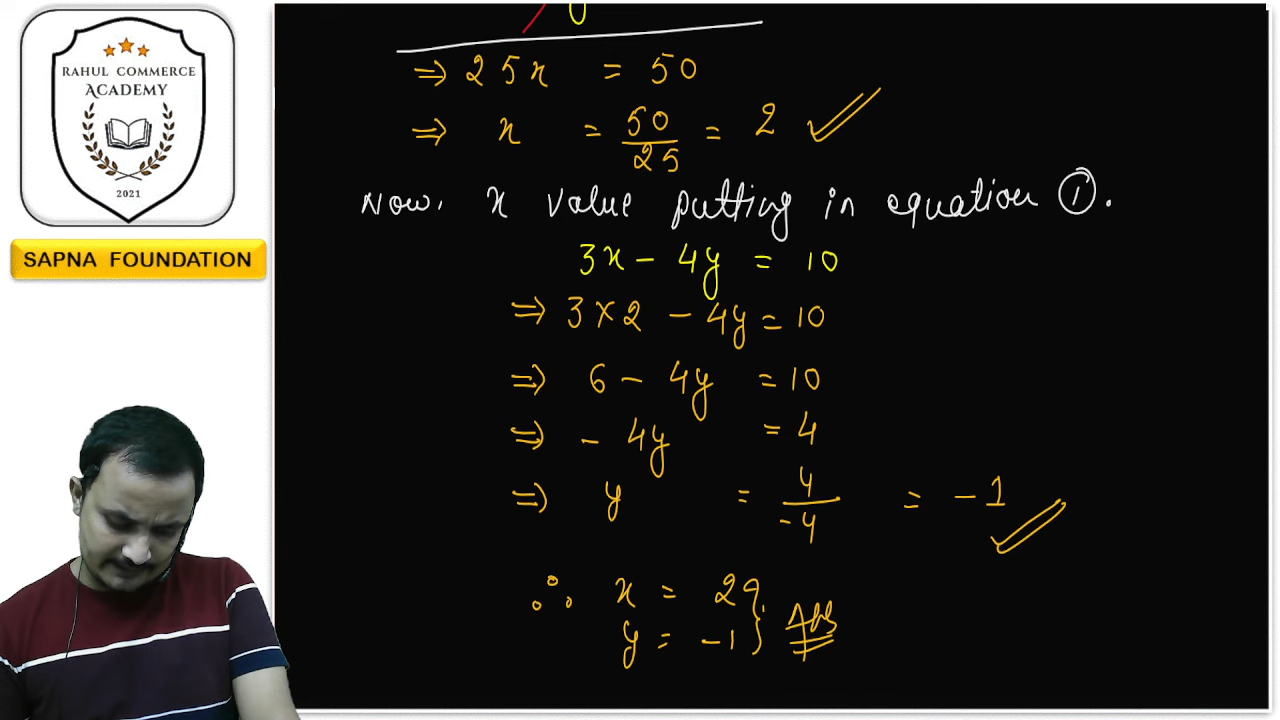 RAHUL COMMERCE
ACADEMY
2021
SAPNA FOUNDATION
0
⇒ 25x = 50
⇒ x = 50/25 = 2
Now. x value putting in equation ①.
3x - 4y = 10
⇒ 3×2 - 4y = 10
⇒ 6 - 4y = 10
⇒ - 4y = 4
⇒ y = 4/-4 = -1
∴ x = 2
y = -1 } Ans